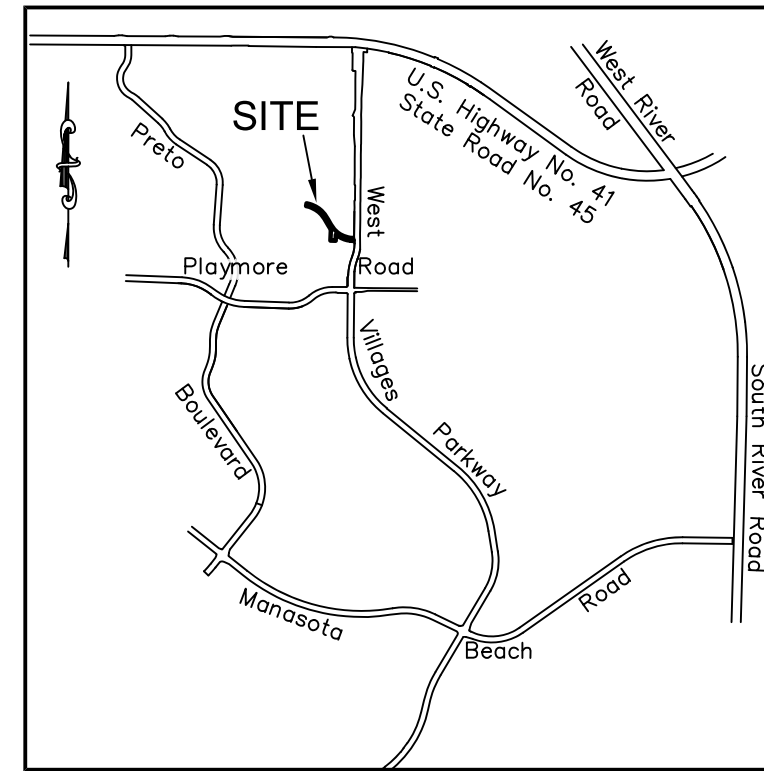 West River
Road
U.S. Highway No. 41
State Road No. 45
SITE
Preto
West
Playmore Road
Villages
Boulevard
Parkway
South River Road
Manasota
Road
Beach